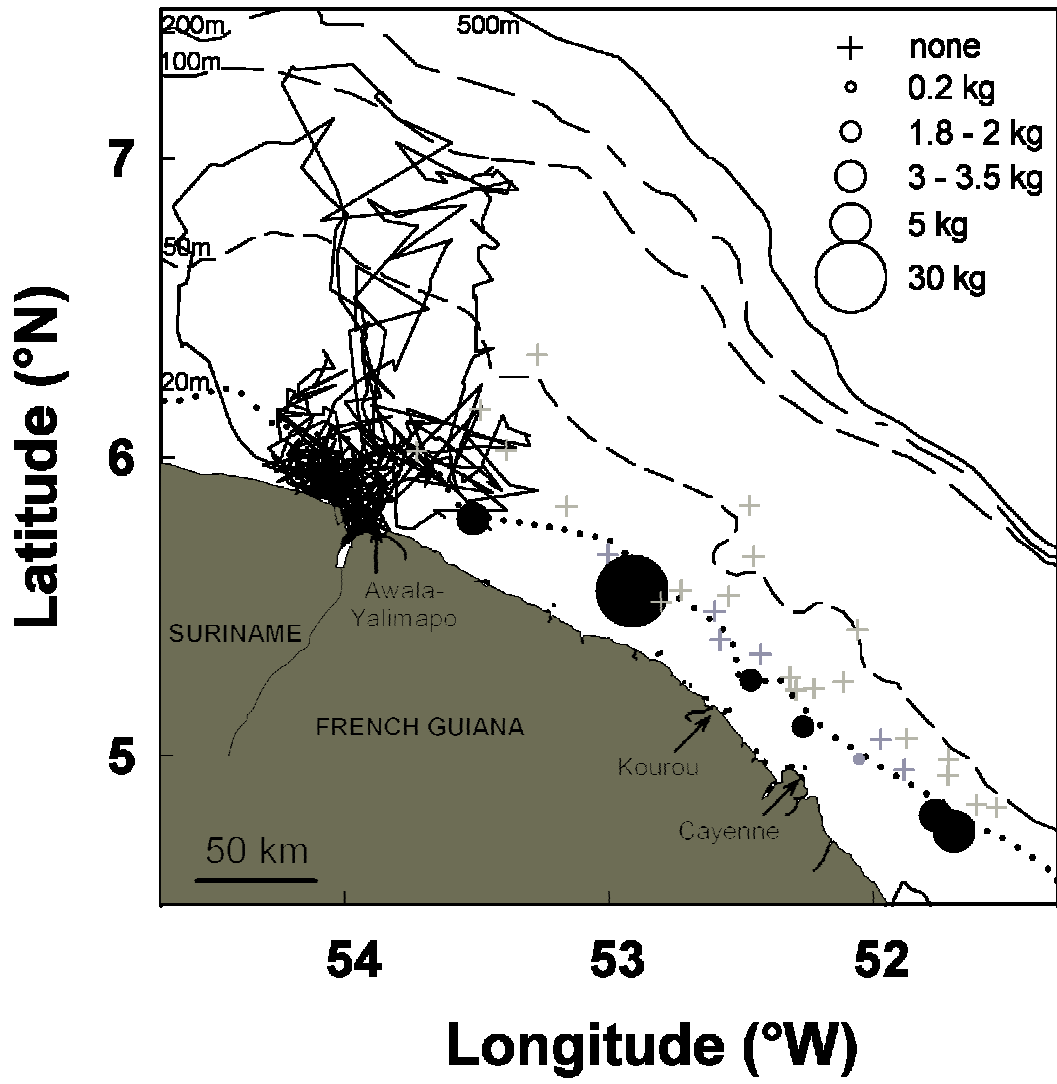 200m
500m
100m
50m
20m
none
0.2 kg
1.8 - 2 kg
3 - 3.5 kg
5 kg
30 kg
7
6
5
Latitude (°N)
Awala-
Yalimapo
SURINAME
FRENCH GUIANA
Kourou
Cayenne
50 km
54
53
52
Longitude (°W)